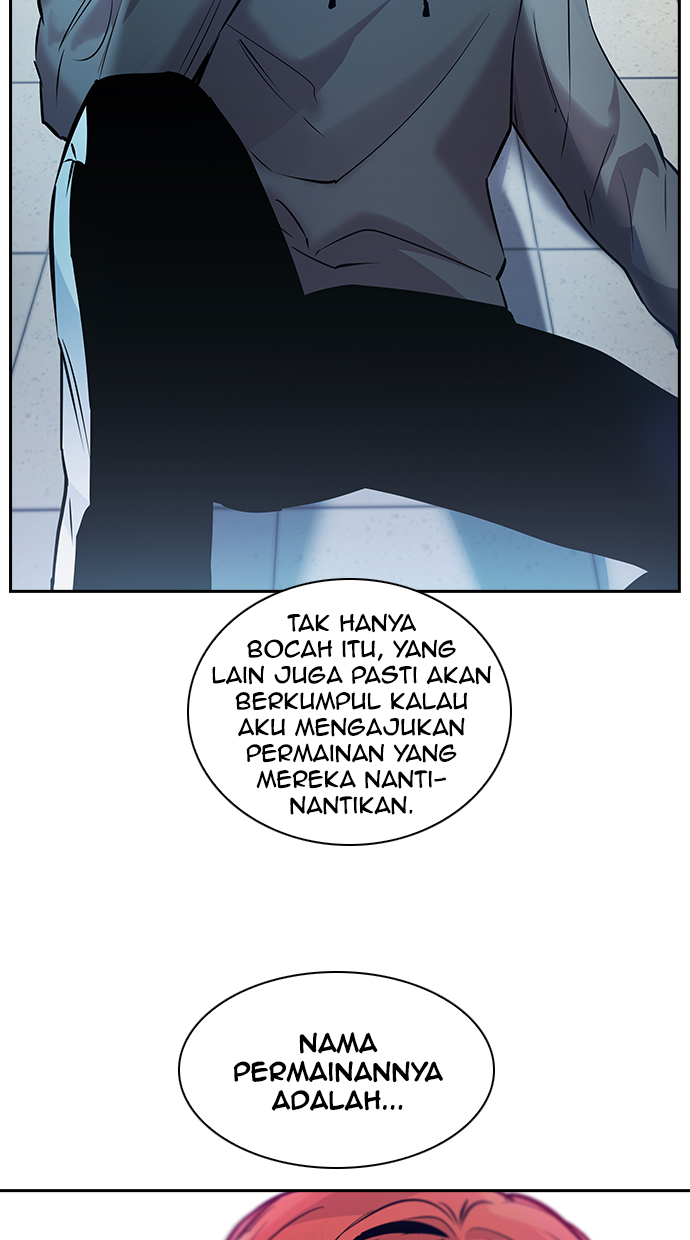 TAK HANYA
BOCAH ITU, YANG
LAIN JUGA PASTI AKAN
BERKUMPUL KALAU
AKU MENGAJUKAN
PERMAINAN YANG
MEREKA NANTI-
NANTIKAN.
NAMA
PERMAINANNYA
ADALAH...